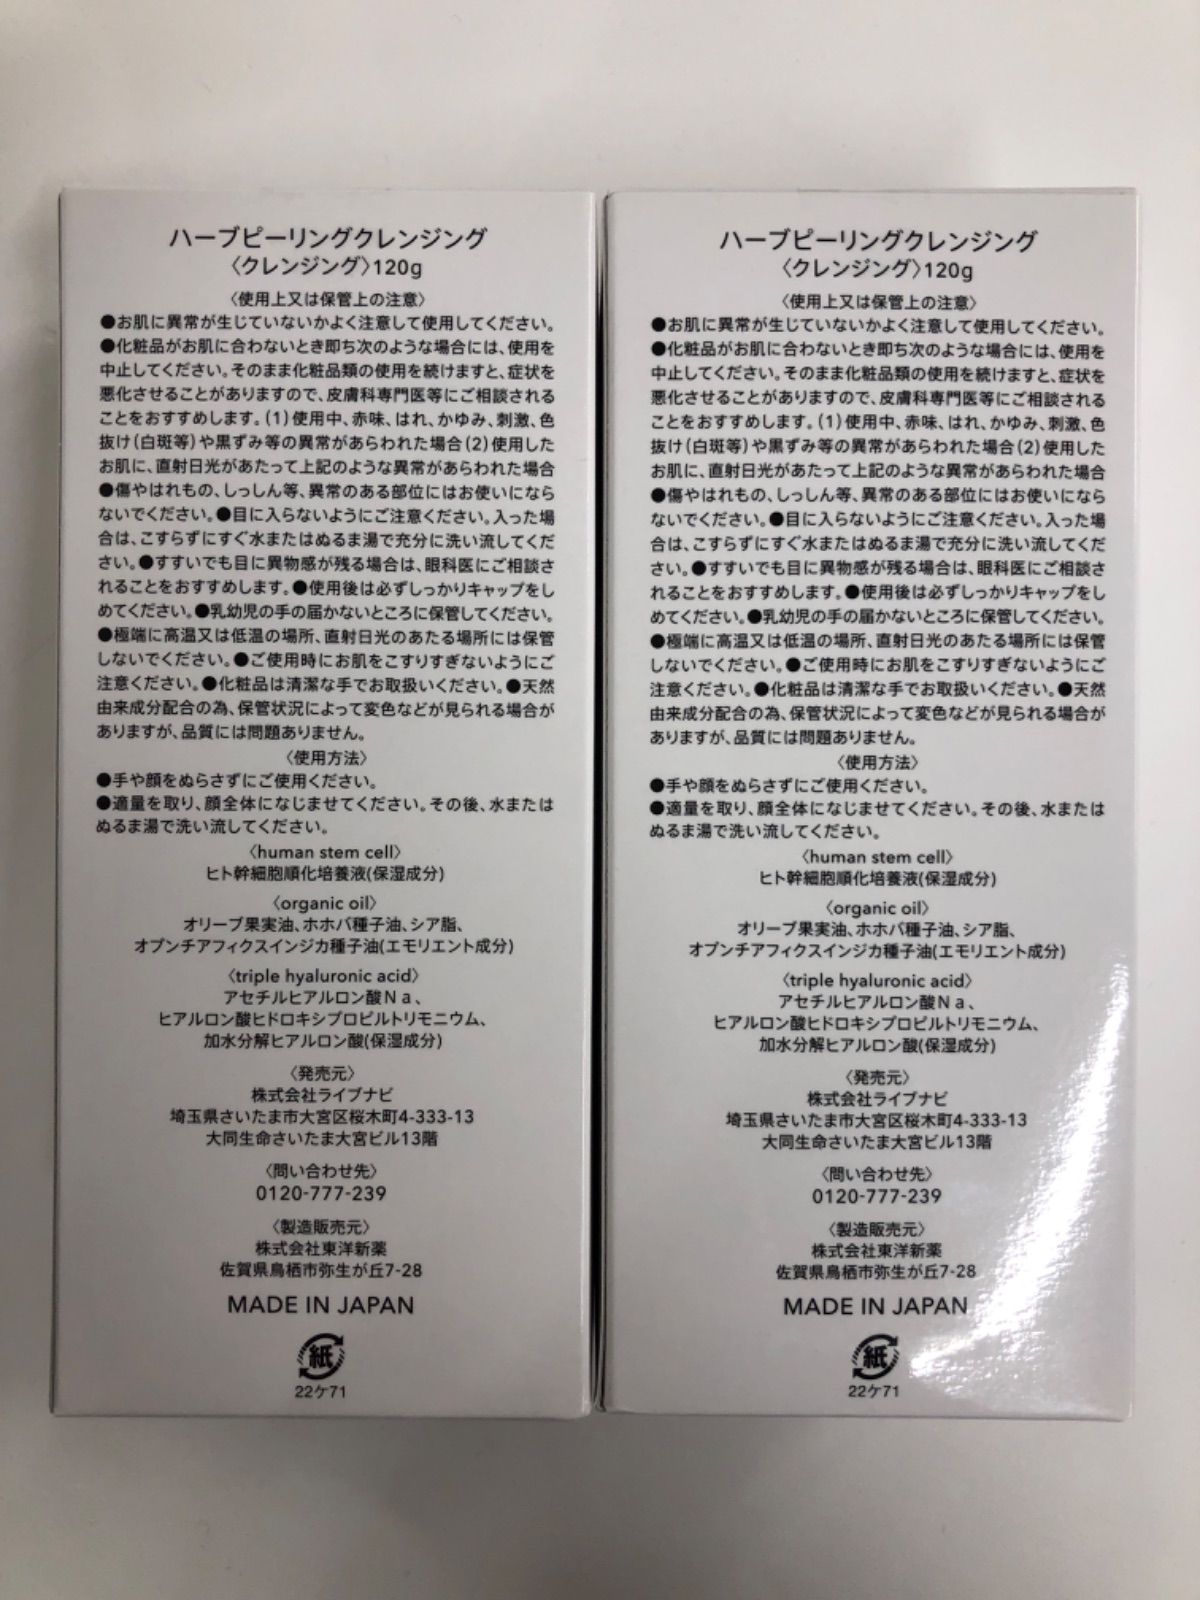 ハーブピーリングクレンジング
〈クレンジング〉120g
〈使用上又は保管上の注意〉
●お肌に異常が生じていないかよく注意して使用してください。
●化粧品がお肌に合わないとき即ち次のような場合には、使用を
中止してください。そのまま化粧品類の使用を続けますと、症状を
悪化させることがありますので、皮膚科専門医等にご相談される
ことをおすすめします。(1)使用中、赤味、はれ、かゆみ、刺激、色
抜け(白斑等)や黒ずみ等の異常があらわれた場合(2)使用した
お肌に、直射日光があたって上記のような異常があらわれた場合
●傷やはれもの、しっしん等、異常のある部位にはお使いになら
ないでください。●目に入らないようにご注意ください。入った場
合は、こすらずにすぐ水またはぬるま湯で充分に洗い流してくだ
さい。●すすいでも目に異物感が残る場合は、眼科医にご相談さ
れることをおすすめします。●使用後は必ずしっかりキャップをし
めてください。●乳幼児の手の届かないところに保管してください。
●極端に高温又は低温の場所、直射日光のあたる場所には保管
しないでください。●ご使用時にお肌をこすりすぎないようにご
注意ください。●化粧品は清潔な手でお取扱いください。●天然
由来成分配合の為、保管状況によって変色などが見られる場合が
ありますが、品質には問題ありません。
〈使用方法〉
●手や顔をぬらさずにご使用ください。
●適量を取り、顔全体になじませてください。その後、水または
ぬるま湯で洗い流してください。
〈human stem cell〉
ヒト幹細胞順化培養液(保湿成分)
〈organic oil〉
オリーブ果実油、ホホバ種子油、シア脂、
オプンチアフィクスインジカ種子油(エモリエント成分)
〈triple hyaluronic acid〉
アセチルヒアルロン酸Na、
ヒアルロン酸ヒドロキシプロピルトリモニウム、
加水分解ヒアルロン酸(保湿成分)
〈発売元〉
株式会社ライブナビ
埼玉県さいたま市大宮区桜木町4-333-13
大同生命さいたま大宮ビル13階
〈問い合わせ先〉
0120-777-239
〈製造販売元〉
株式会社東洋新薬
佐賀県鳥栖市弥生が丘7-28
MADE IN JAPAN
紙
22ケ71
ハーブピーリングクレンジング
〈クレンジング〉120g
〈使用上又は保管上の注意〉
●お肌に異常が生じていないかよく注意して使用してください。
●化粧品がお肌に合わないとき即ち次のような場合には、使用を
中止してください。そのまま化粧品類の使用を続けますと、症状を
悪化させることがありますので、皮膚科専門医等にご相談される
ことをおすすめします。(1)使用中、赤味、はれ、かゆみ、刺激、色
抜け(白斑等)や黒ずみ等の異常があらわれた場合(2)使用した
お肌に、直射日光があたって上記のような異常があらわれた場合
●傷やはれもの、しっしん等、異常のある部位にはお使いになら
ないでください。●目に入らないようにご注意ください。入った場
合は、こすらずにすぐ水またはぬるま湯で充分に洗い流してくだ
さい。●すすいでも目に異物感が残る場合は、眼科医にご相談さ
れることをおすすめします。●使用後は必ずしっかりキャップをし
めてください。●乳幼児の手の届かないところに保管してください。
●極端に高温又は低温の場所、直射日光のあたる場所には保管
しないでください。●ご使用時にお肌をこすりすぎないようにご
注意ください。●化粧品は清潔な手でお取扱いください。●天然
由来成分配合の為、保管状況によって変色などが見られる場合が
ありますが、品質には問題ありません。
〈使用方法〉
●手や顔をぬらさずにご使用ください。
●適量を取り、顔全体になじませてください。その後、水または
ぬるま湯で洗い流してください。
〈human stem cell〉
ヒト幹細胞順化培養液(保湿成分)
〈organic oil〉
オリーブ果実油、ホホバ種子油、シア脂、
オプンチアフィクスインジカ種子油(エモリエント成分)
〈triple hyaluronic acid〉
アセチルヒアルロン酸Na、
ヒアルロン酸ヒドロキシプロピルトリモニウム、
加水分解ヒアルロン酸(保湿成分)
〈発売元〉
株式会社ライブナビ
埼玉県さいたま市大宮区桜木町4-333-13
大同生命さいたま大宮ビル13階
〈問い合わせ先〉
0120-777-239
〈製造販売元〉
株式会社東洋新薬
佐賀県鳥栖市弥生が丘7-28
MADE IN JAPAN
紙
22ケ71